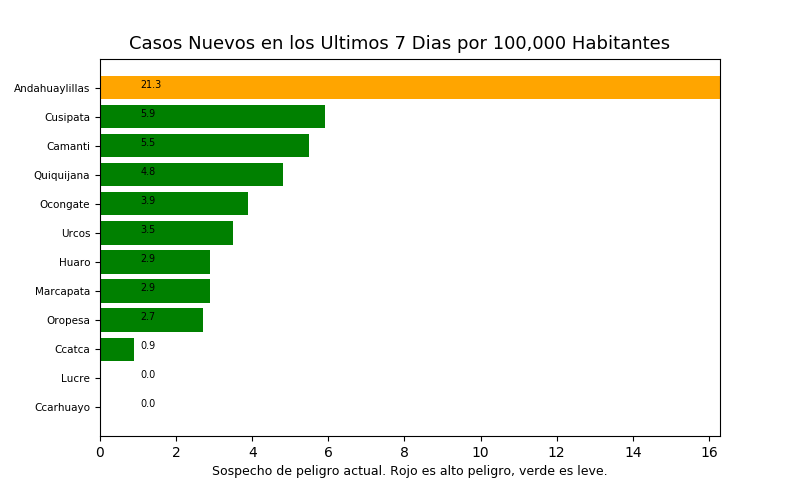 Casos Nuevos en los Ultimos 7 Dias por 100,000 Habitantes
Andahuaylillas 21.3
Cusipata 5.9
Camanti 5.5
Quiquijana 4.8
Ocongate 3.9
Urcos 3.5
Huaro 2.9
Marcapata 2.9
Oropesa 2.7
Ccatca 0.9
Lucre 0.0
Ccarhuayo 0.0
0 2 4 6 8 10 12 14 16
Sospecho de peligro actual. Rojo es alto peligro, verde es leve.